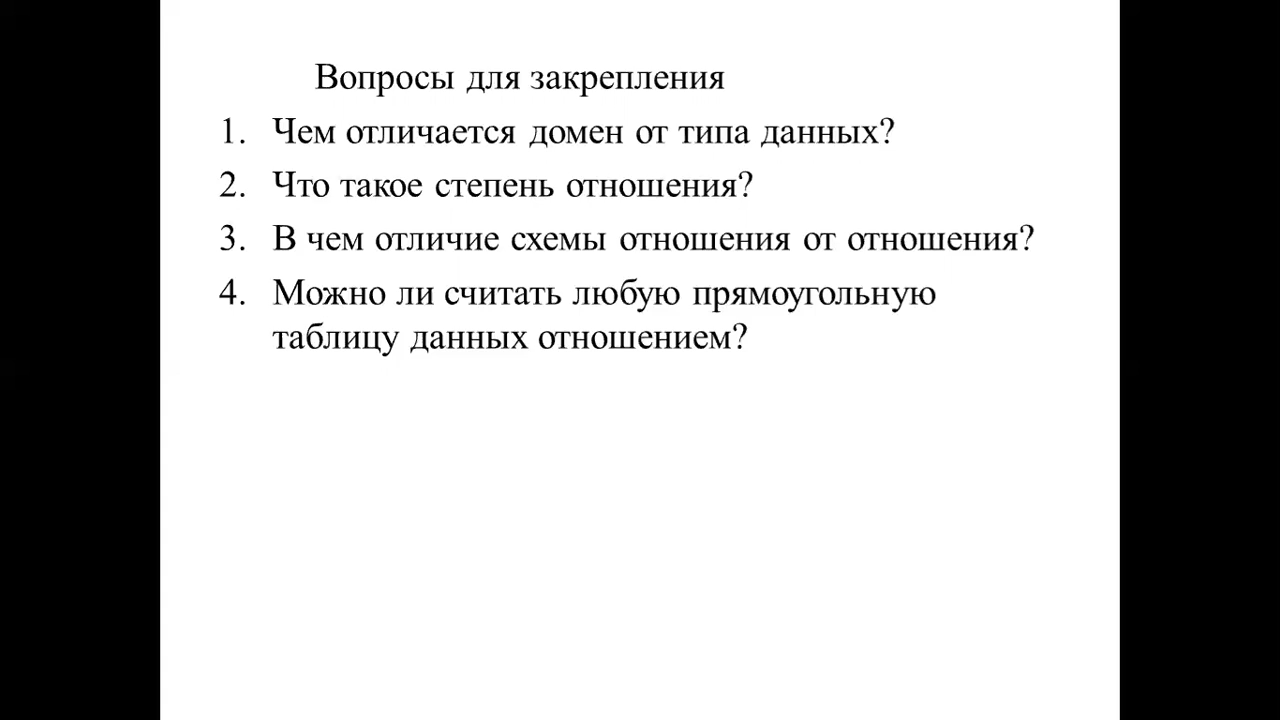 Вопросы для закрепления
1. Чем отличается домен от типа данных?
2. Что такое степень отношения?
3. В чем отличие схемы отношения от отношения?
4. Можно ли считать любую прямоугольную
таблицу данных отношением?